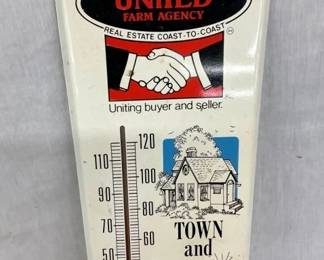 UNITED
FARM AGENCY
REAL ESTATE COAST-TO-COAST
Uniting buyer and seller.
120
110
100
90
80
70
60
50
TOWN
and